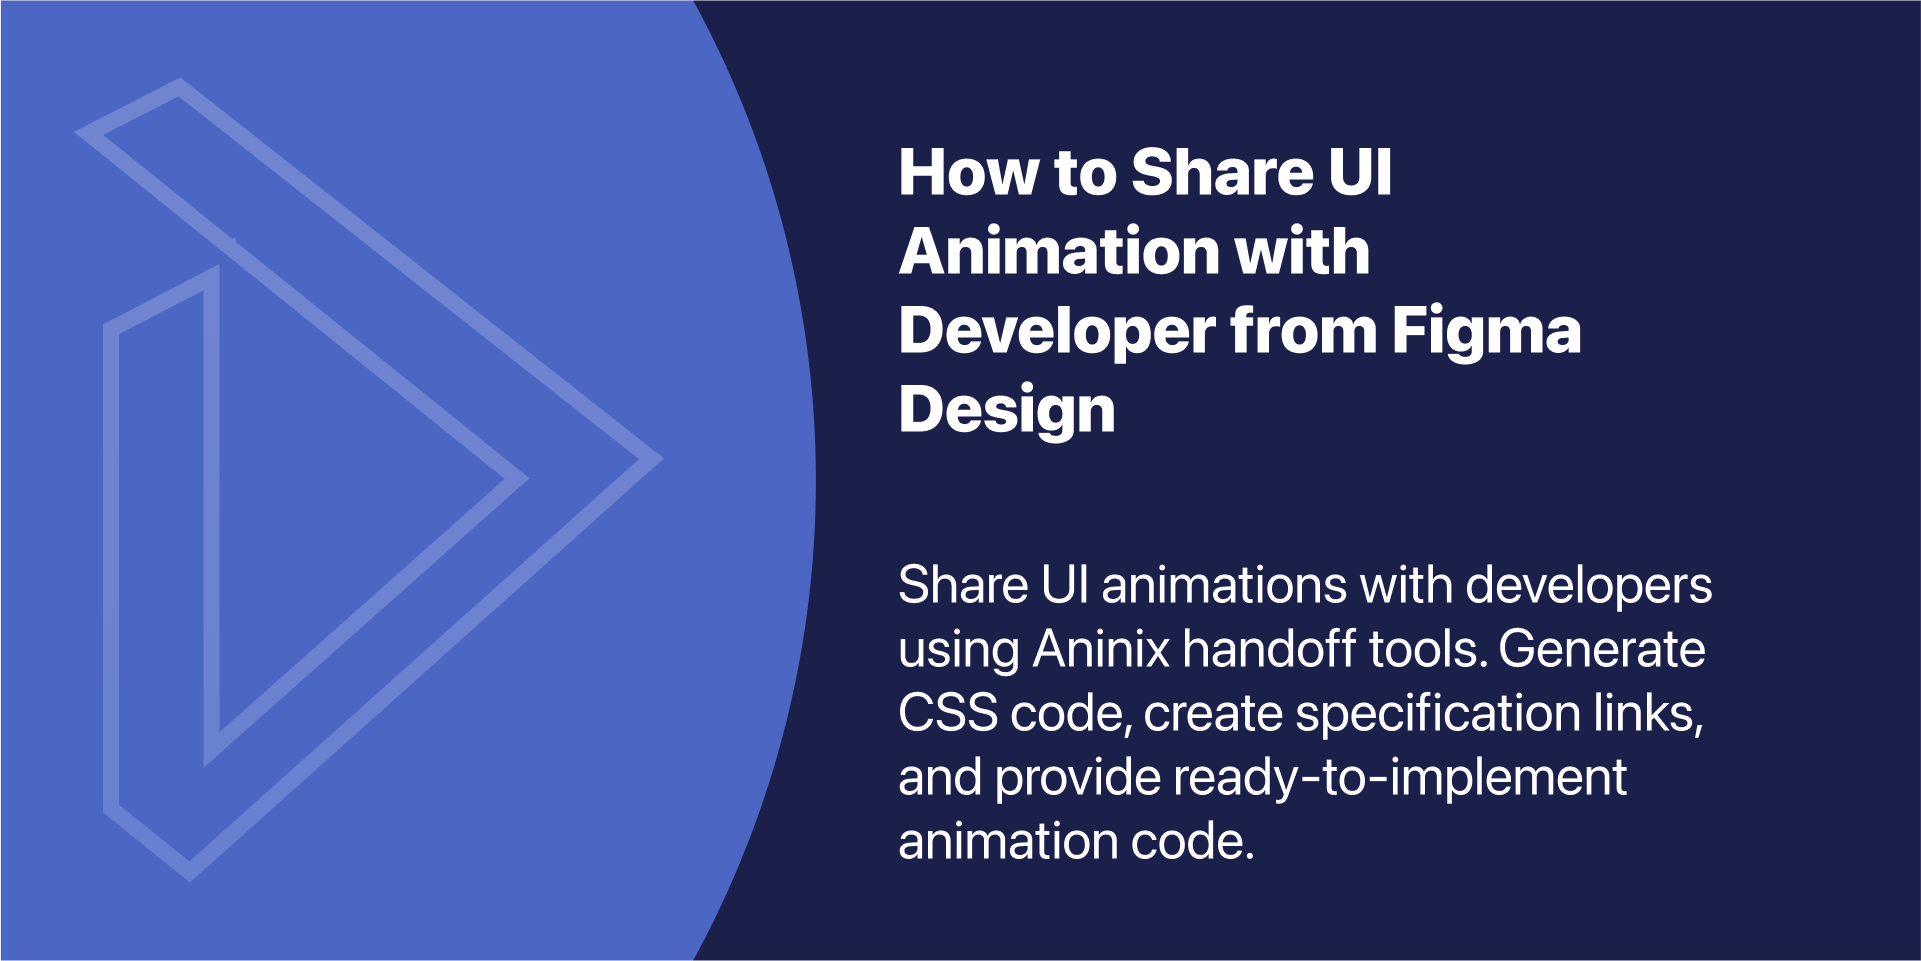 How to Share UI
Animation with
Developer from Figma
Design
Share UI animations with developers
using Aninix handoff tools. Generate
CSS code, create specification links,
and provide ready-to-implement
animation code.